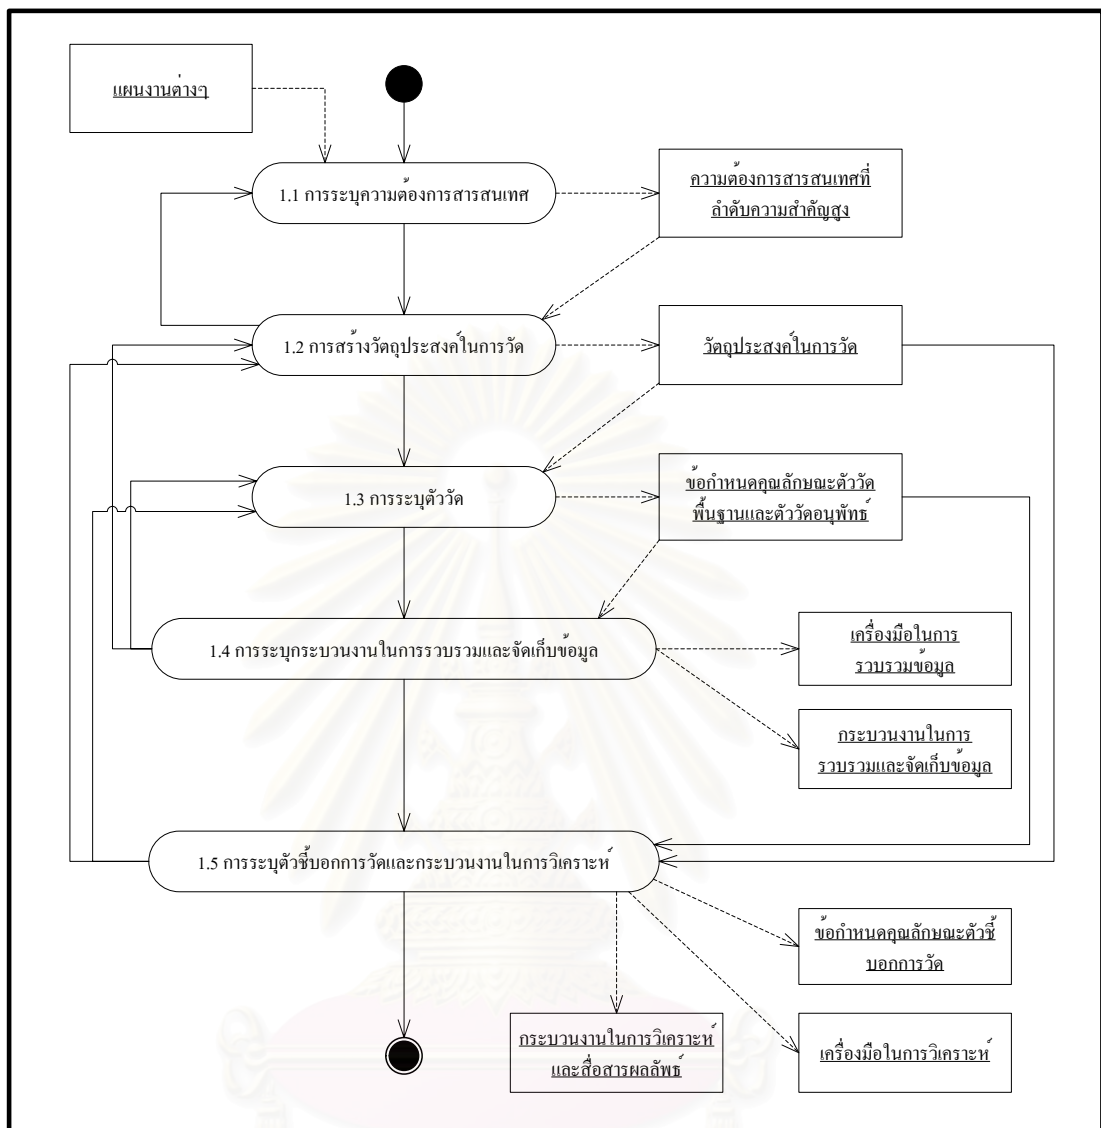 แผนงานต่างๆ
1.1 การระบุความต้องการสารสนเทศ
ความต้องการสารสนเทศที่
ลำดับความสำคัญสูง
1.2 การสร้างวัตถุประสงค์ในการวัด
วัตถุประสงค์ในการวัด
1.3 การระบุตัววัด
ข้อกำหนดคุณลักษณะตัววัด
พื้นฐานและตัววัดอนุพัทธ์
1.4 การระบุกระบวนงานในการรวบรวมและจัดเก็บข้อมูล
เครื่องมือในการ
รวบรวมข้อมูล
กระบวนงานในการ
รวบรวมและจัดเก็บข้อมูล
1.5 การระบุตัวชี้บอกการวัดและกระบวนงานในการวิเคราะห์
ข้อกำหนดคุณลักษณะตัวชี้
บอกการวัด
กระบวนงานในการวิเคราะห์
และสื่อสารผลลัพธ์
เครื่องมือในการวิเคราะห์